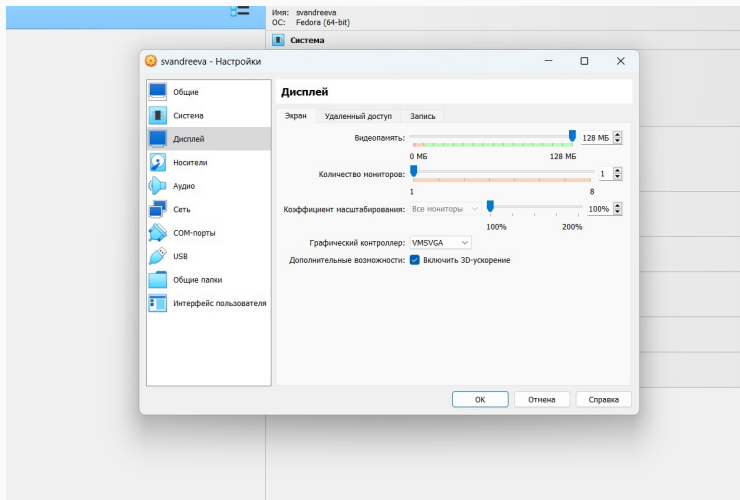 Имя: svandreeva
ОС: Fedora (64-bit)
Система
svandreeva - Настройки
Общие
Система
Дисплей
Носители
Аудио
Сеть
COM-порты
USB
Общие папки
Интерфейс пользователя
Дисплей
Экран Удаленный доступ Запись
Видеопамять: 128 МБ
0 МБ 128 МБ
Количество мониторов: 1
1 8
Коэффициент масштабирования: Все мониторы 100%
100% 200%
Графический контроллер: VMSVGA
Дополнительные возможности: Включить 3D-ускорение
ОК Отмена Справка